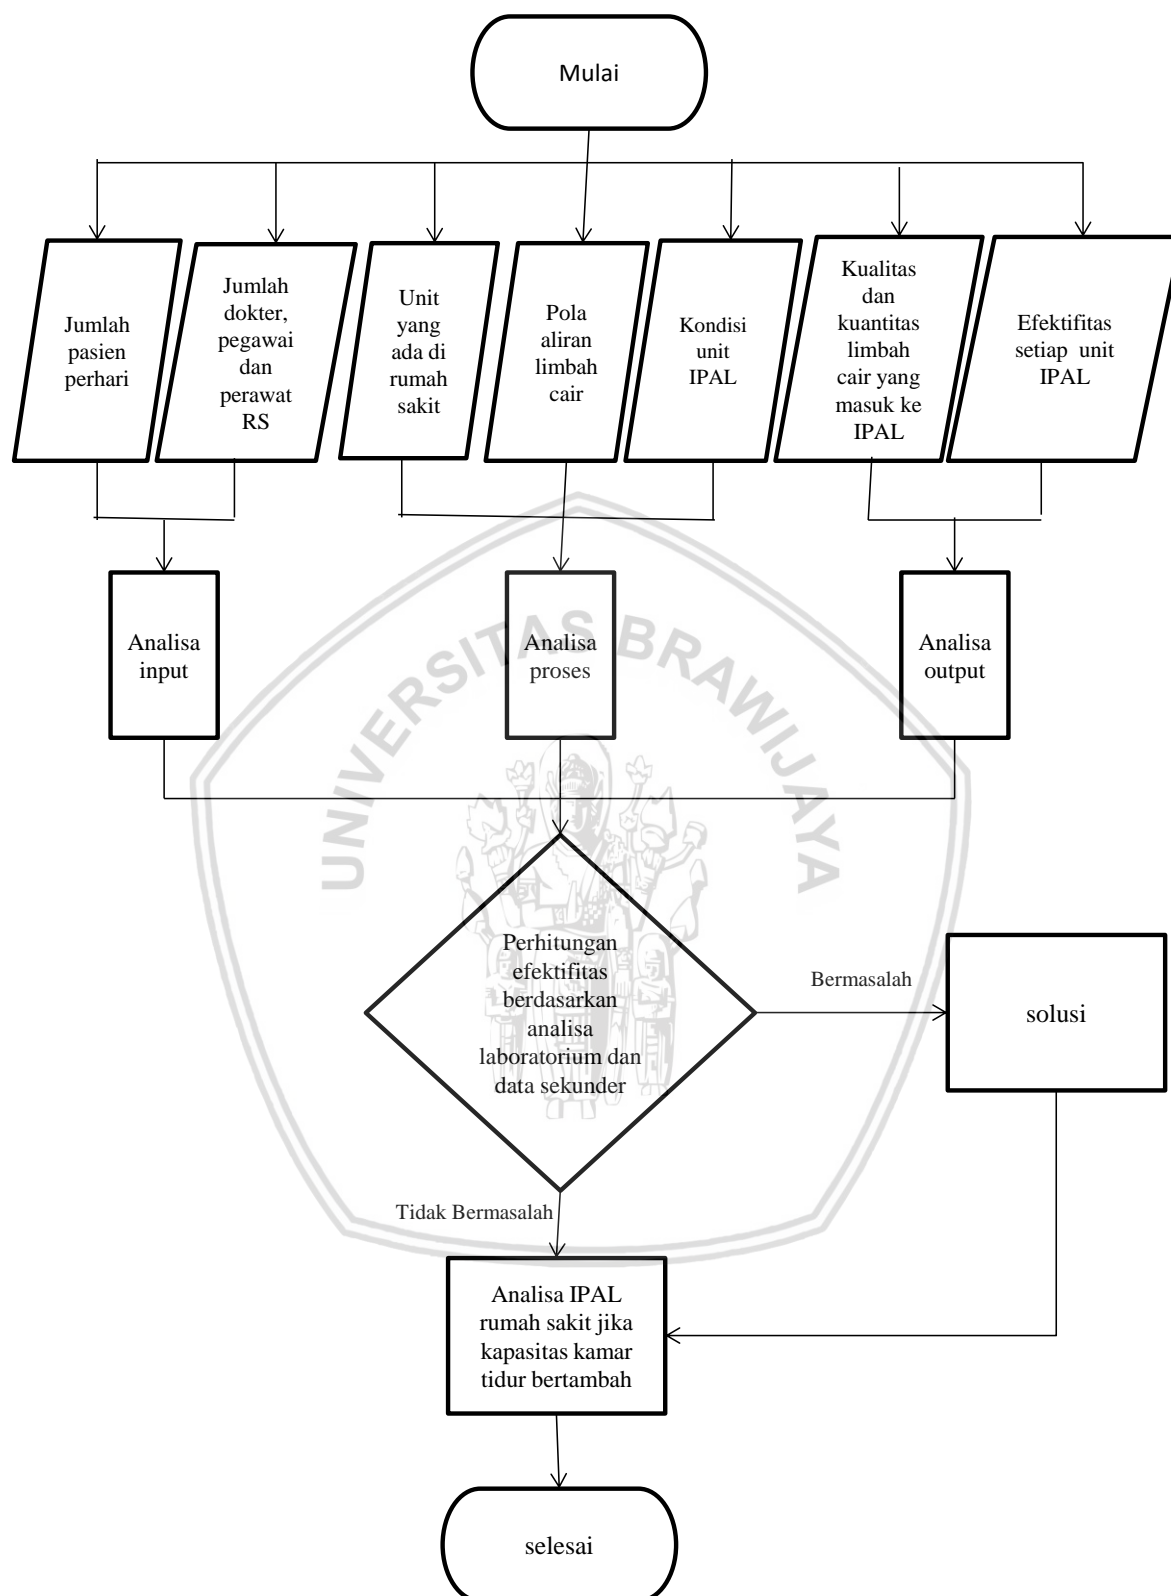 Mulai
Jumlah
pasien
perhari
Jumlah
dokter,
pegawai
dan
perawat
RS
Unit
yang
ada di
rumah
sakit
Pola
aliran
limbah
cair
Kondisi
unit
IPAL
Kualitas
dan
kuantitas
limbah
cair yang
masuk ke
IPAL
Efektifitas
setiap unit
IPAL
Analisa
input
Analisa
proses
Analisa
output
UNIVERSITAS BRAWIJAYA
Perhitungan
efektifitas
berdasarkan
analisa
laboratorium dan
data sekunder
Bermasalah
solusi
Tidak Bermasalah
Analisa IPAL
rumah sakit jika
kapasitas kamar
tidur bertambah
selesai